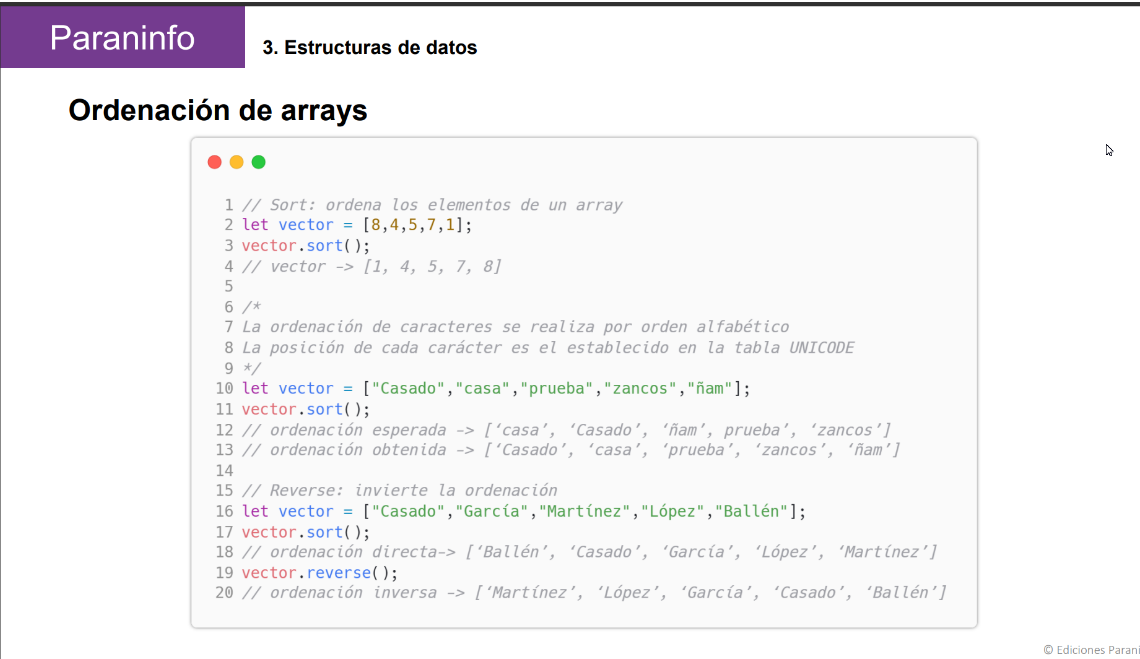 Paraninfo
3. Estructuras de datos
Ordenación de arrays
1 // Sort: ordena los elementos de un array
2 let vector = [8,4,5,7,1];
3 vector.sort();
4 // vector -> [1, 4, 5, 7, 8]
5
6 /*
7 La ordenación de caracteres se realiza por orden alfabético
8 La posición de cada carácter es el establecido en la tabla UNICODE
9 */
10 let vector = ["Casado","casa","prueba","zancos","ñam"];
11 vector.sort();
12 // ordenación esperada -> [‘casa’, ‘Casado’, ‘ñam’, prueba’, ‘zancos’]
13 // ordenación obtenida -> [‘Casado’, ‘casa’, ‘prueba’, ‘zancos’, ‘ñam’]
14
15 // Reverse: invierte la ordenación
16 let vector = ["Casado","García","Martínez","López","Ballén"];
17 vector.sort();
18 // ordenación directa-> [‘Ballén’, ‘Casado’, ‘García’, ‘López’, ‘Martínez’]
19 vector.reverse();
20 // ordenación inversa -> [‘Martínez’, ‘López’, ‘García’, ‘Casado’, ‘Ballén’]
© Ediciones Parani